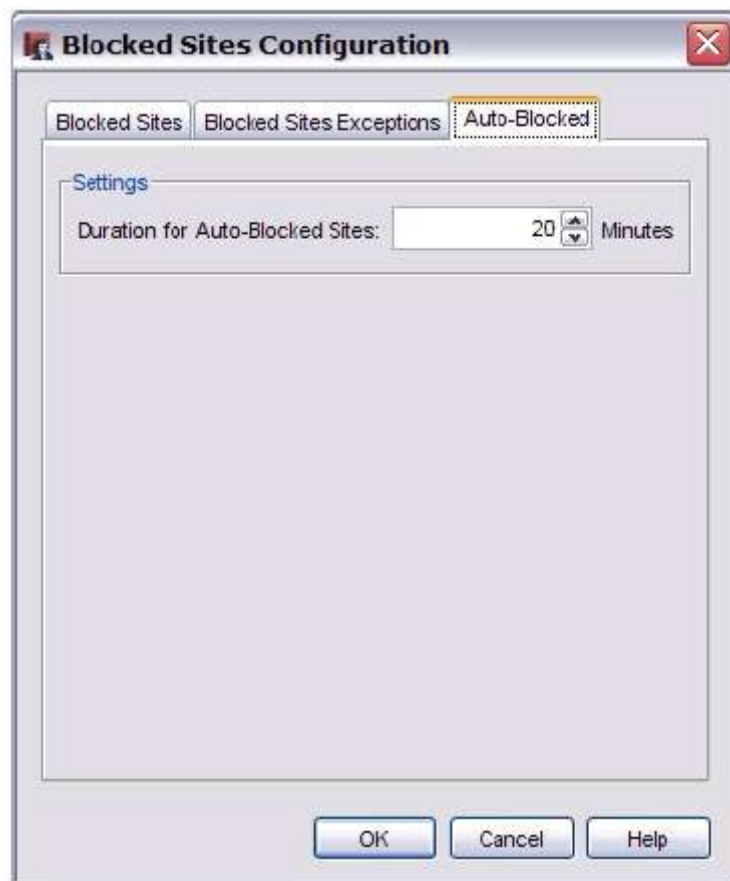 Blocked Sites Configuration
Blocked Sites Blocked Sites Exceptions Auto-Blocked
Settings
Duration for Auto-Blocked Sites: 20 Minutes
OK Cancel Help